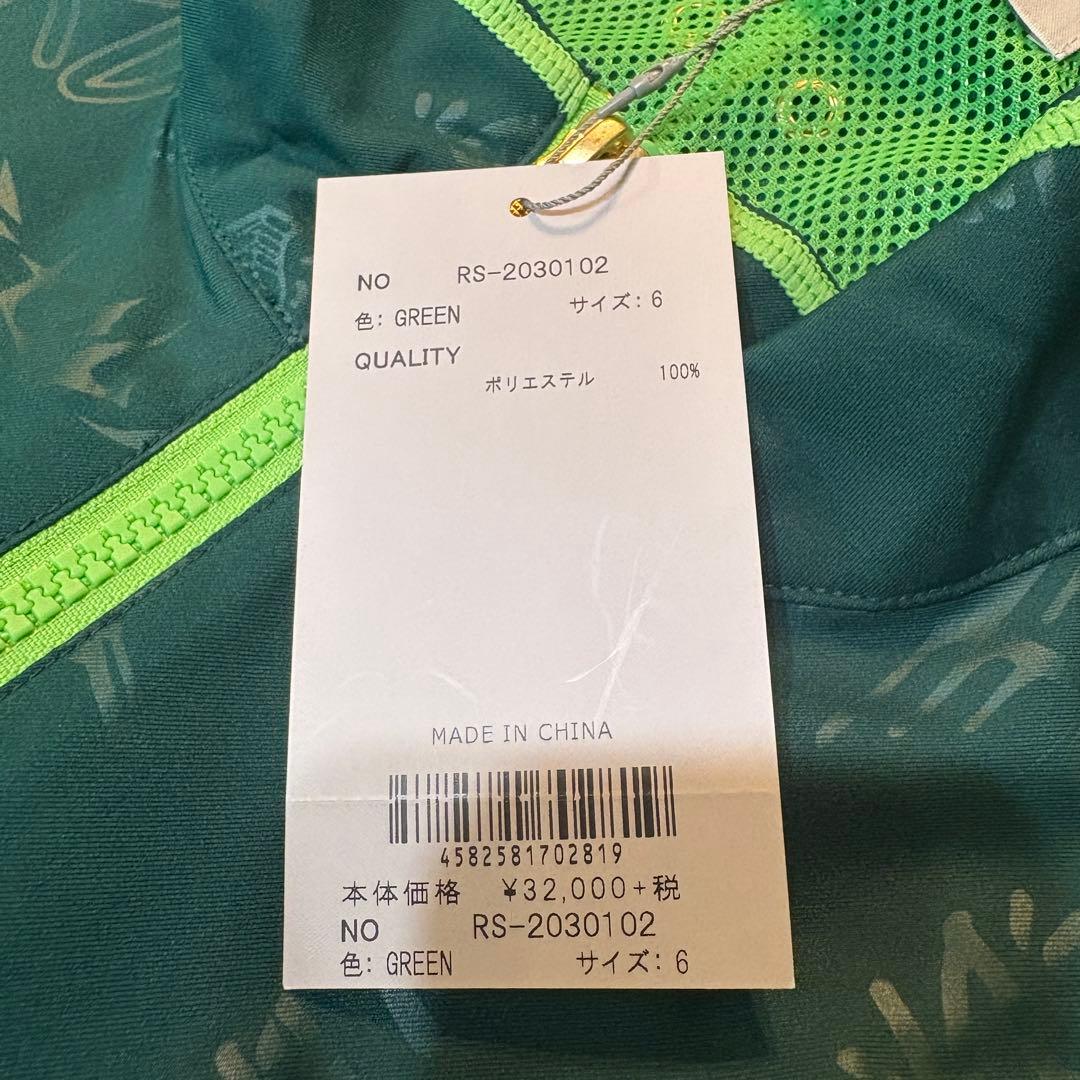 NO RS-2030102
色: GREEN サイズ: 6
QUALITY
ポリエステル 100%
MADE IN CHINA
4582581702819
本体価格 ¥32,000+税
NO RS-2030102
色: GREEN サイズ: 6